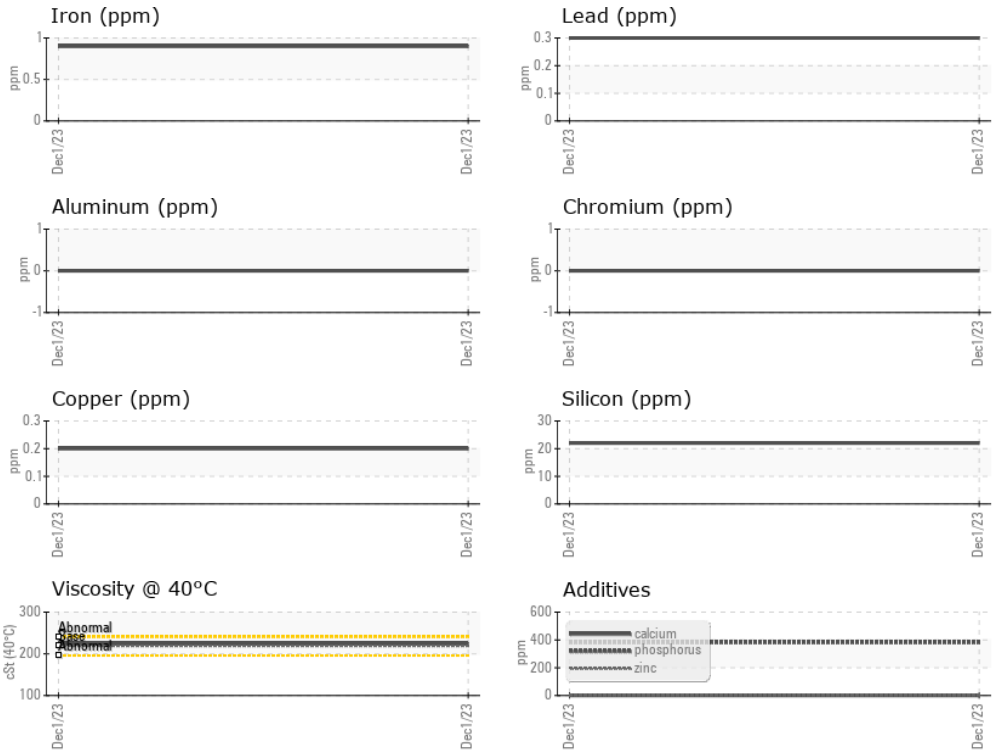 Iron (ppm)
1
0.5
0
ppm
Dec1/23
Dec1/23
Lead (ppm)
0.3
0.2
0.1
0
ppm
Dec1/23
Dec1/23
Aluminum (ppm)
1
0
-1
ppm
Dec1/23
Dec1/23
Chromium (ppm)
1
0
-1
ppm
Dec1/23
Dec1/23
Copper (ppm)
0.3
0.2
0.1
0
ppm
Dec1/23
Dec1/23
Silicon (ppm)
30
20
10
0
ppm
Dec1/23
Dec1/23
Viscosity @ 40°C
300
200
100
cSt (40°C)
Abnormal
Base
Abnormal
Dec1/23
Dec1/23
Additives
600
400
200
0
ppm
calcium
phosphorus
zinc
Dec1/23
Dec1/23